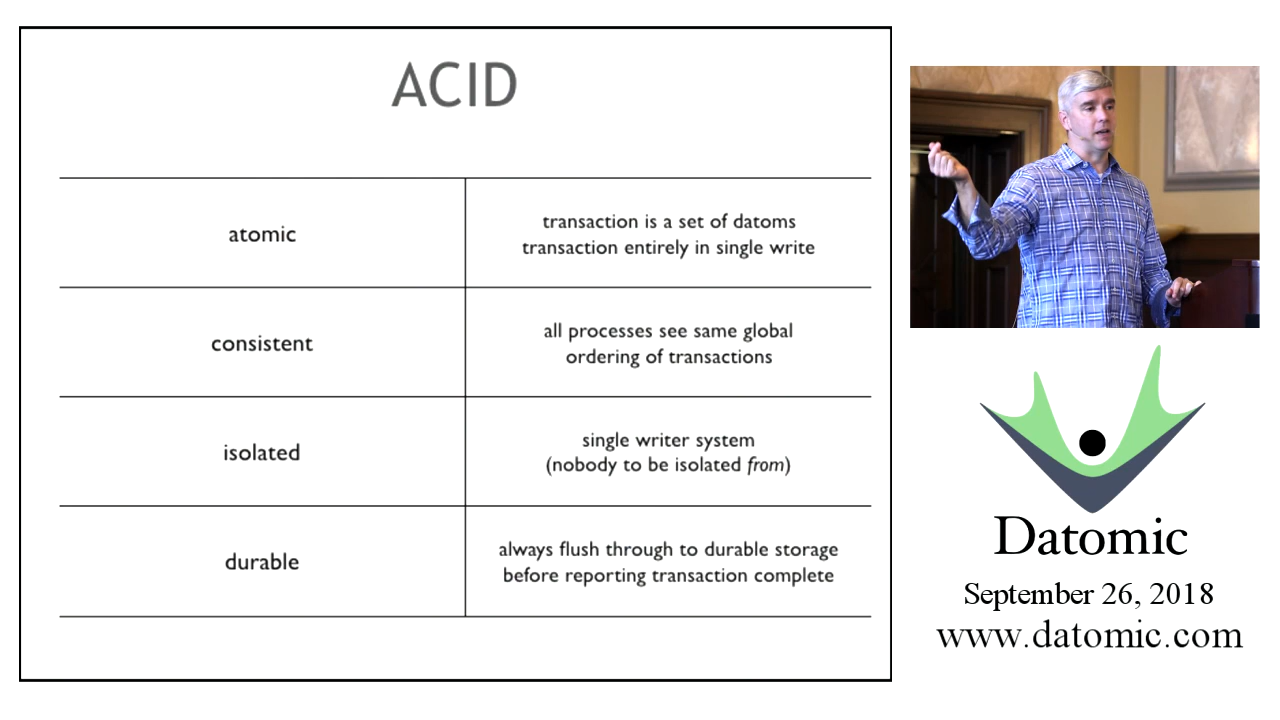 ACID
atomic
transaction is a set of datoms
transaction entirely in single write
consistent
all processes see same global
ordering of transactions
isolated
single writer system
(nobody to be isolated from)
durable
always flush through to durable storage
before reporting transaction complete
Datomic
September 26, 2018
www.datomic.com